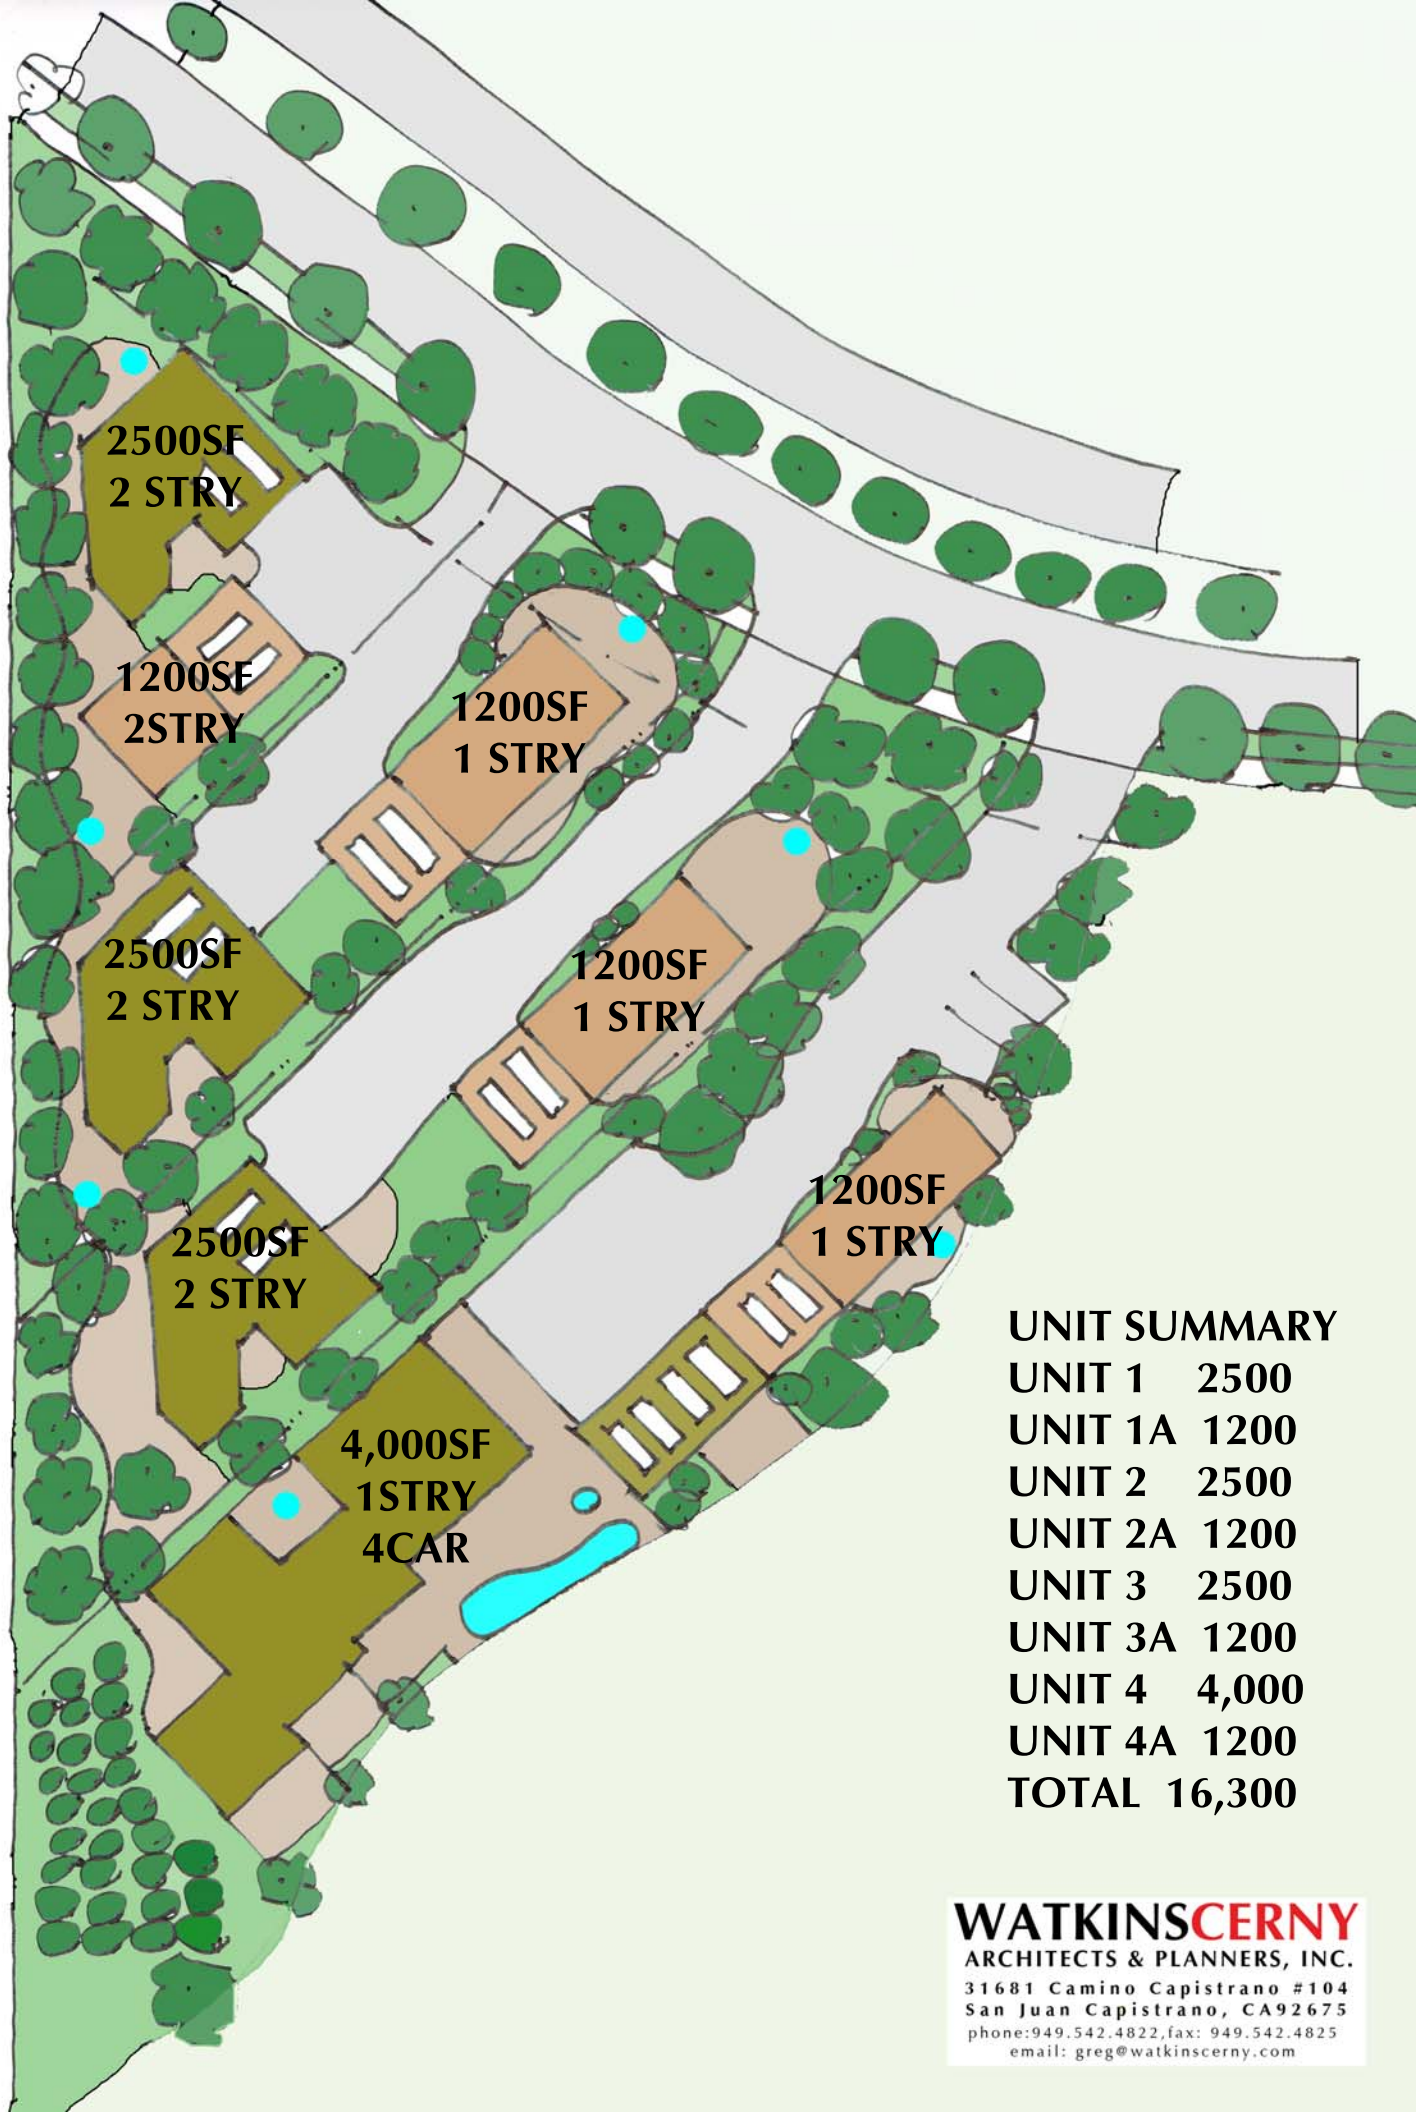 2500SF
2 STRY
1200SF
2STRY
1200SF
1 STRY
2500SF
2 STRY
1200SF
1 STRY
1200SF
1 STRY
2500SF
2 STRY
4,000SF
1STRY
4CAR
UNIT SUMMARY
UNIT 1 2500
UNIT 1A 1200
UNIT 2 2500
UNIT 2A 1200
UNIT 3 2500
UNIT 3A 1200
UNIT 4 4,000
UNIT 4A 1200
TOTAL 16,300
WATKINSCERNY
ARCHITECTS & PLANNERS, INC.
31681 Camino Capistrano #104
San Juan Capistrano, CA92675
phone:949.542.4822,fax: 949.542.4825
email: greg@watkinscerny.com